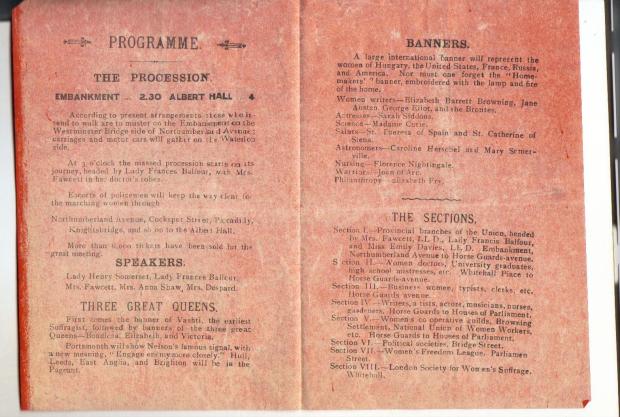 PROGRAMME.
THE PROCESSION.
EMBANKMENT ... 2.30 ALBERT HALL 4
According to present arrangements those who intend to walk are to muster on the Embankment on the
Westminster Bridge side of Northumberland Avenue;
carriages and motor cars will gather on the Waterloo
side.
At 3 o'clock the massed procession starts on its
journey, headed by Lady Frances Balfour, with Mrs.
Fawcett in her doctor's robes.
Escorts of policemen will keep the way clear for
the marching women through
Northumberland Avenue, Cockspur Street, Piccadilly,
Knightsbridge, and so on to the Albert Hall.
More than 6,000 tickets have been sold for the
great meeting.
SPEAKERS.
Lady Henry Somerset, Lady Frances Balfour,
Mrs. Fawcett, Mrs. Anna Shaw, Mrs. Despard.
THREE GREAT QUEENS.
First comes the banner of Vashti, the earliest
Suffragist, followed by banners of the three great
Queens—Boadicea, Elizabeth, and Victoria.
Portsmouth will show Nelson's famous signal, with
a new meaning, "Engage enemy more closely." Hull,
Leeds, East Anglia, and Brighton will be in the
Pageant.
BANNERS.
A large international banner will represent the
women of Hungary, the United States, France, Russia,
and America. Nor must one forget the "Home-
makers'" banner, embroidered with the lamp and fire
of the home.
Women writers—Elizabeth Barrett Browning, Jane
Austen, George Eliot, and the Brontes.
Actresses—Sarah Siddons.
Science—Madame Curie.
Saints—St. Theresa of Spain and St. Catherine of
Siena.
Astronomers—Caroline Herschel and Mary Somer-
ville.
Nursing—Florence Nightingale.
Warriors—Joan of Arc.
Philanthropy—Elizabeth Fry.
THE SECTIONS.
Section I.—Provincial branches of the Union, headed
by Mrs. Fawcett, LL.D., Lady Francis Balfour,
and Miss Emily Davies, LL.D. Embankment,
Northumberland Avenue to Horse Guards-avenue.
Section II.—Women doctors, University graduates,
high school mistresses, etc. Whitehall Place to
Horse Guards-avenue.
Section III.—Business women, typists, clerks, etc.
Horse Guards avenue.
Section IV.—Writers, artists, actors, musicians, nurses,
gardeners. Horse Guards to Houses of Parliament.
Section V.—Women's co-operative guilds, Browning
Settlement, National Union of Women Workers,
etc. Horse Guards to Houses of Parliament.
Section VI.—Political societies, Bridge Street.
Section VII.—Women's Freedom League. Parliamen
Street.
Section VIII.—London Society for Women's Suffrage,
Whitehall.